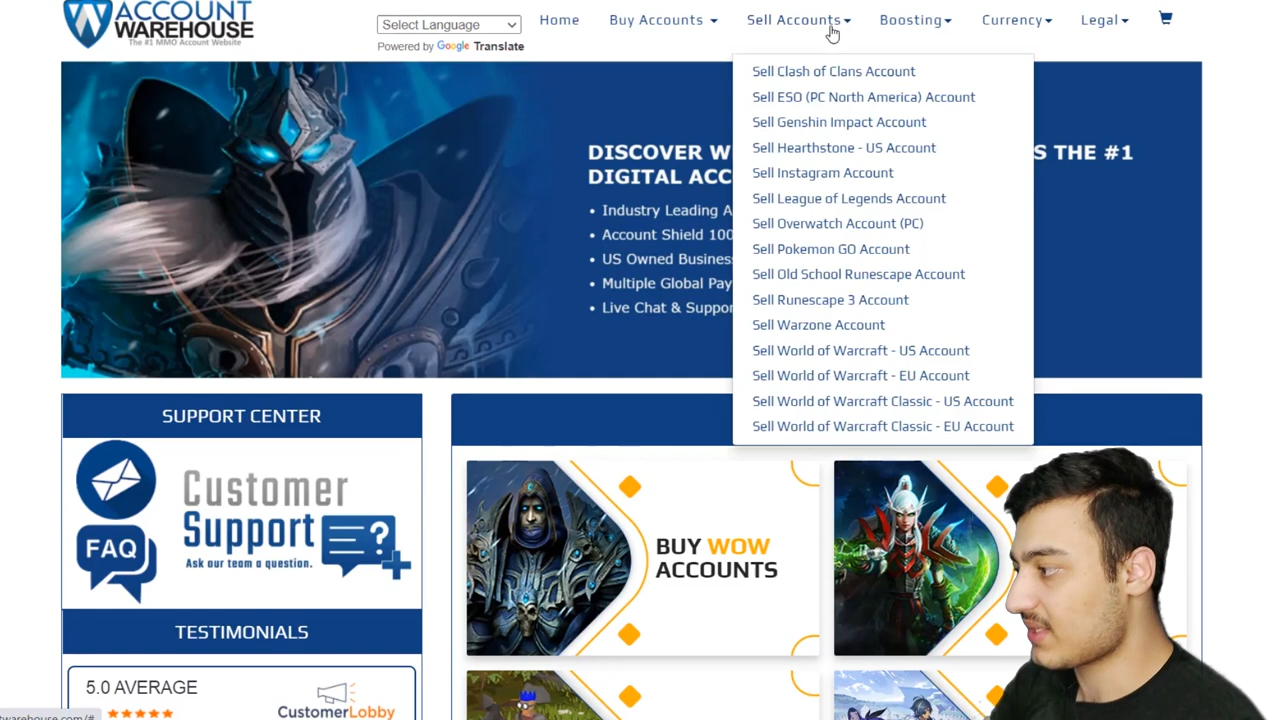 ACCOUNT
WAREHOUSE
The #1 MMO Account Website
Select Language
Powered by Google Translate
Home
Buy Accounts
Sell Accounts
Boosting
Currency
Legal
Sell Clash of Clans Account
Sell ESO (PC North America) Account
Sell Genshin Impact Account
Sell Hearthstone - US Account
Sell Instagram Account
Sell League of Legends Account
Sell Overwatch Account (PC)
Sell Pokemon GO Account
Sell Old School Runescape Account
Sell Runescape 3 Account
Sell Warzone Account
Sell World of Warcraft - US Account
Sell World of Warcraft - EU Account
Sell World of Warcraft Classic - US Account
Sell World of Warcraft Classic - EU Account
DISCOVER W S THE #1
DIGITAL ACC
• Industry Leading A
• Account Shield 100
• US Owned Business
• Multiple Global Pay
• Live Chat & Suppor
SUPPORT CENTER
Customer
Support
Ask our team a question.
FAQ
TESTIMONIALS
5.0 AVERAGE
CustomerLobby
BUY WOW
ACCOUNTS
twarehouse.com/#